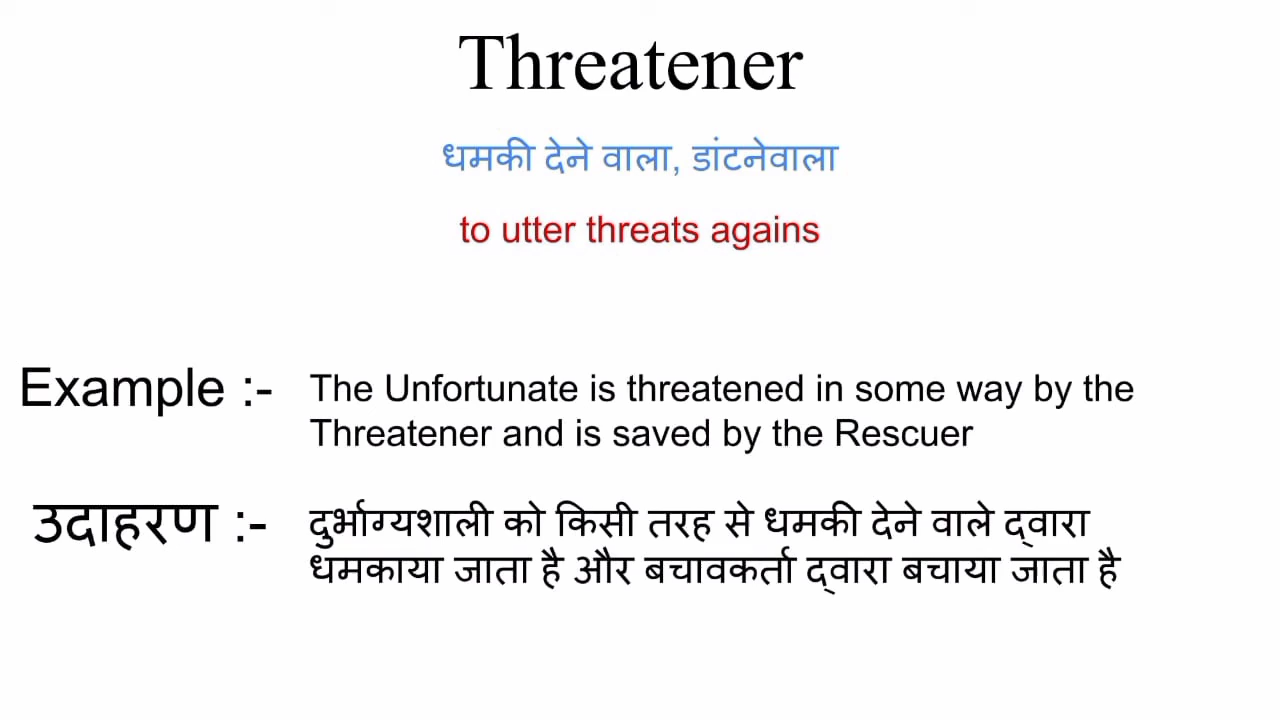 Threatener
धमकी देने वाला, डांटनेवाला
to utter threats agains
Example :- The Unfortunate is threatened in some way by the
Threatener and is saved by the Rescuer
उदाहरण :- दुर्भाग्यशाली को किसी तरह से धमकी देने वाले द्वारा
धमकाया जाता है और बचावकर्ता द्वारा बचाया जाता है